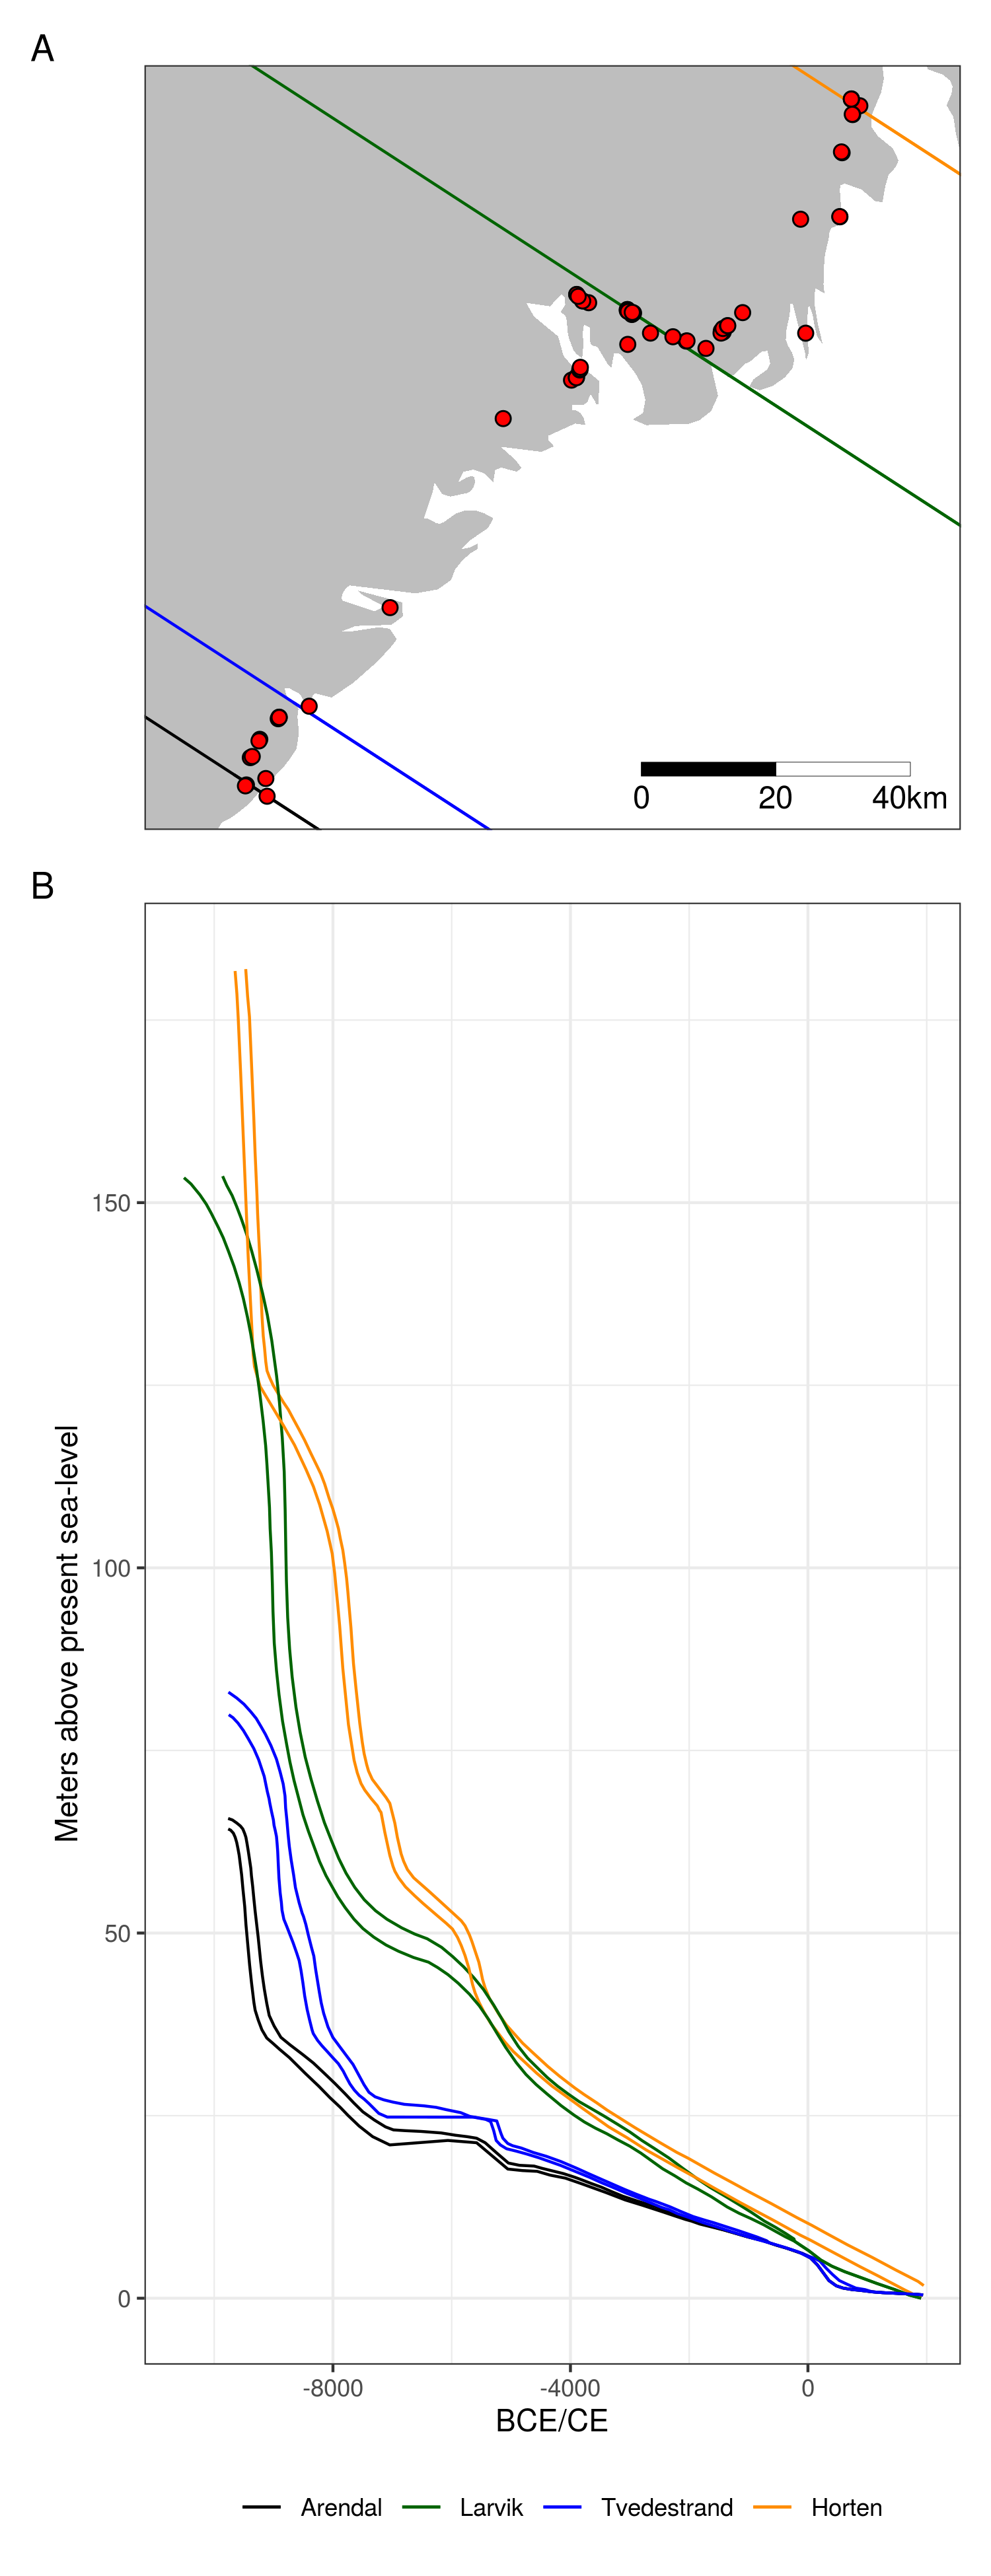 A
0 20 40km
B
150
100
50
0
Meters above present sea-level
-8000 -4000 0
BCE/CE
Arendal Larvik Tvedestrand Horten